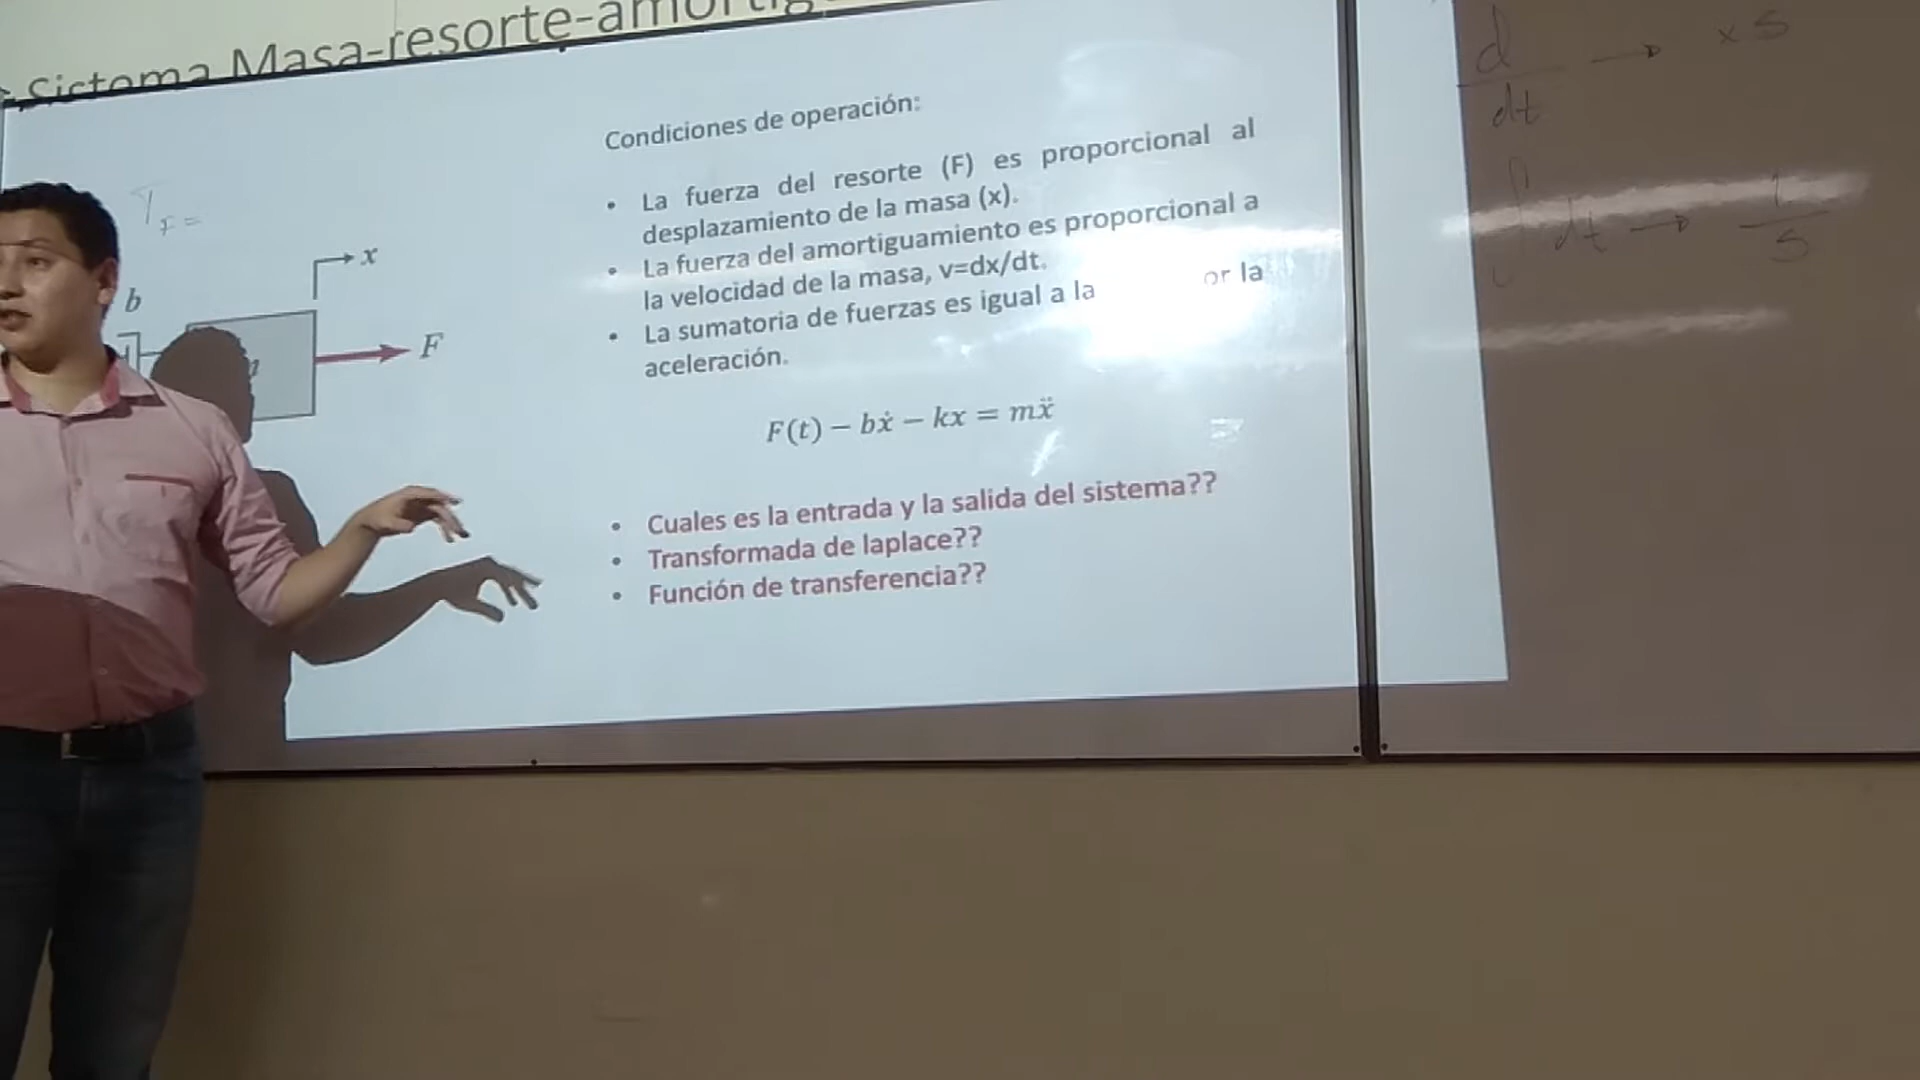 Sistema Masa-resorte-amortig
Condiciones de operación:
• La fuerza del resorte (F) es proporcional al
desplazamiento de la masa (x).
• La fuerza del amortiguamiento es proporcional a
la velocidad de la masa, v=dx/dt.
• La sumatoria de fuerzas es igual a la or la
aceleración.
F(t) − bẋ − kx = mẍ
• Cuales es la entrada y la salida del sistema??
• Transformada de laplace??
• Función de transferencia??
b
x
F
TF =
d/dt → x S
∫ dt → 1/S